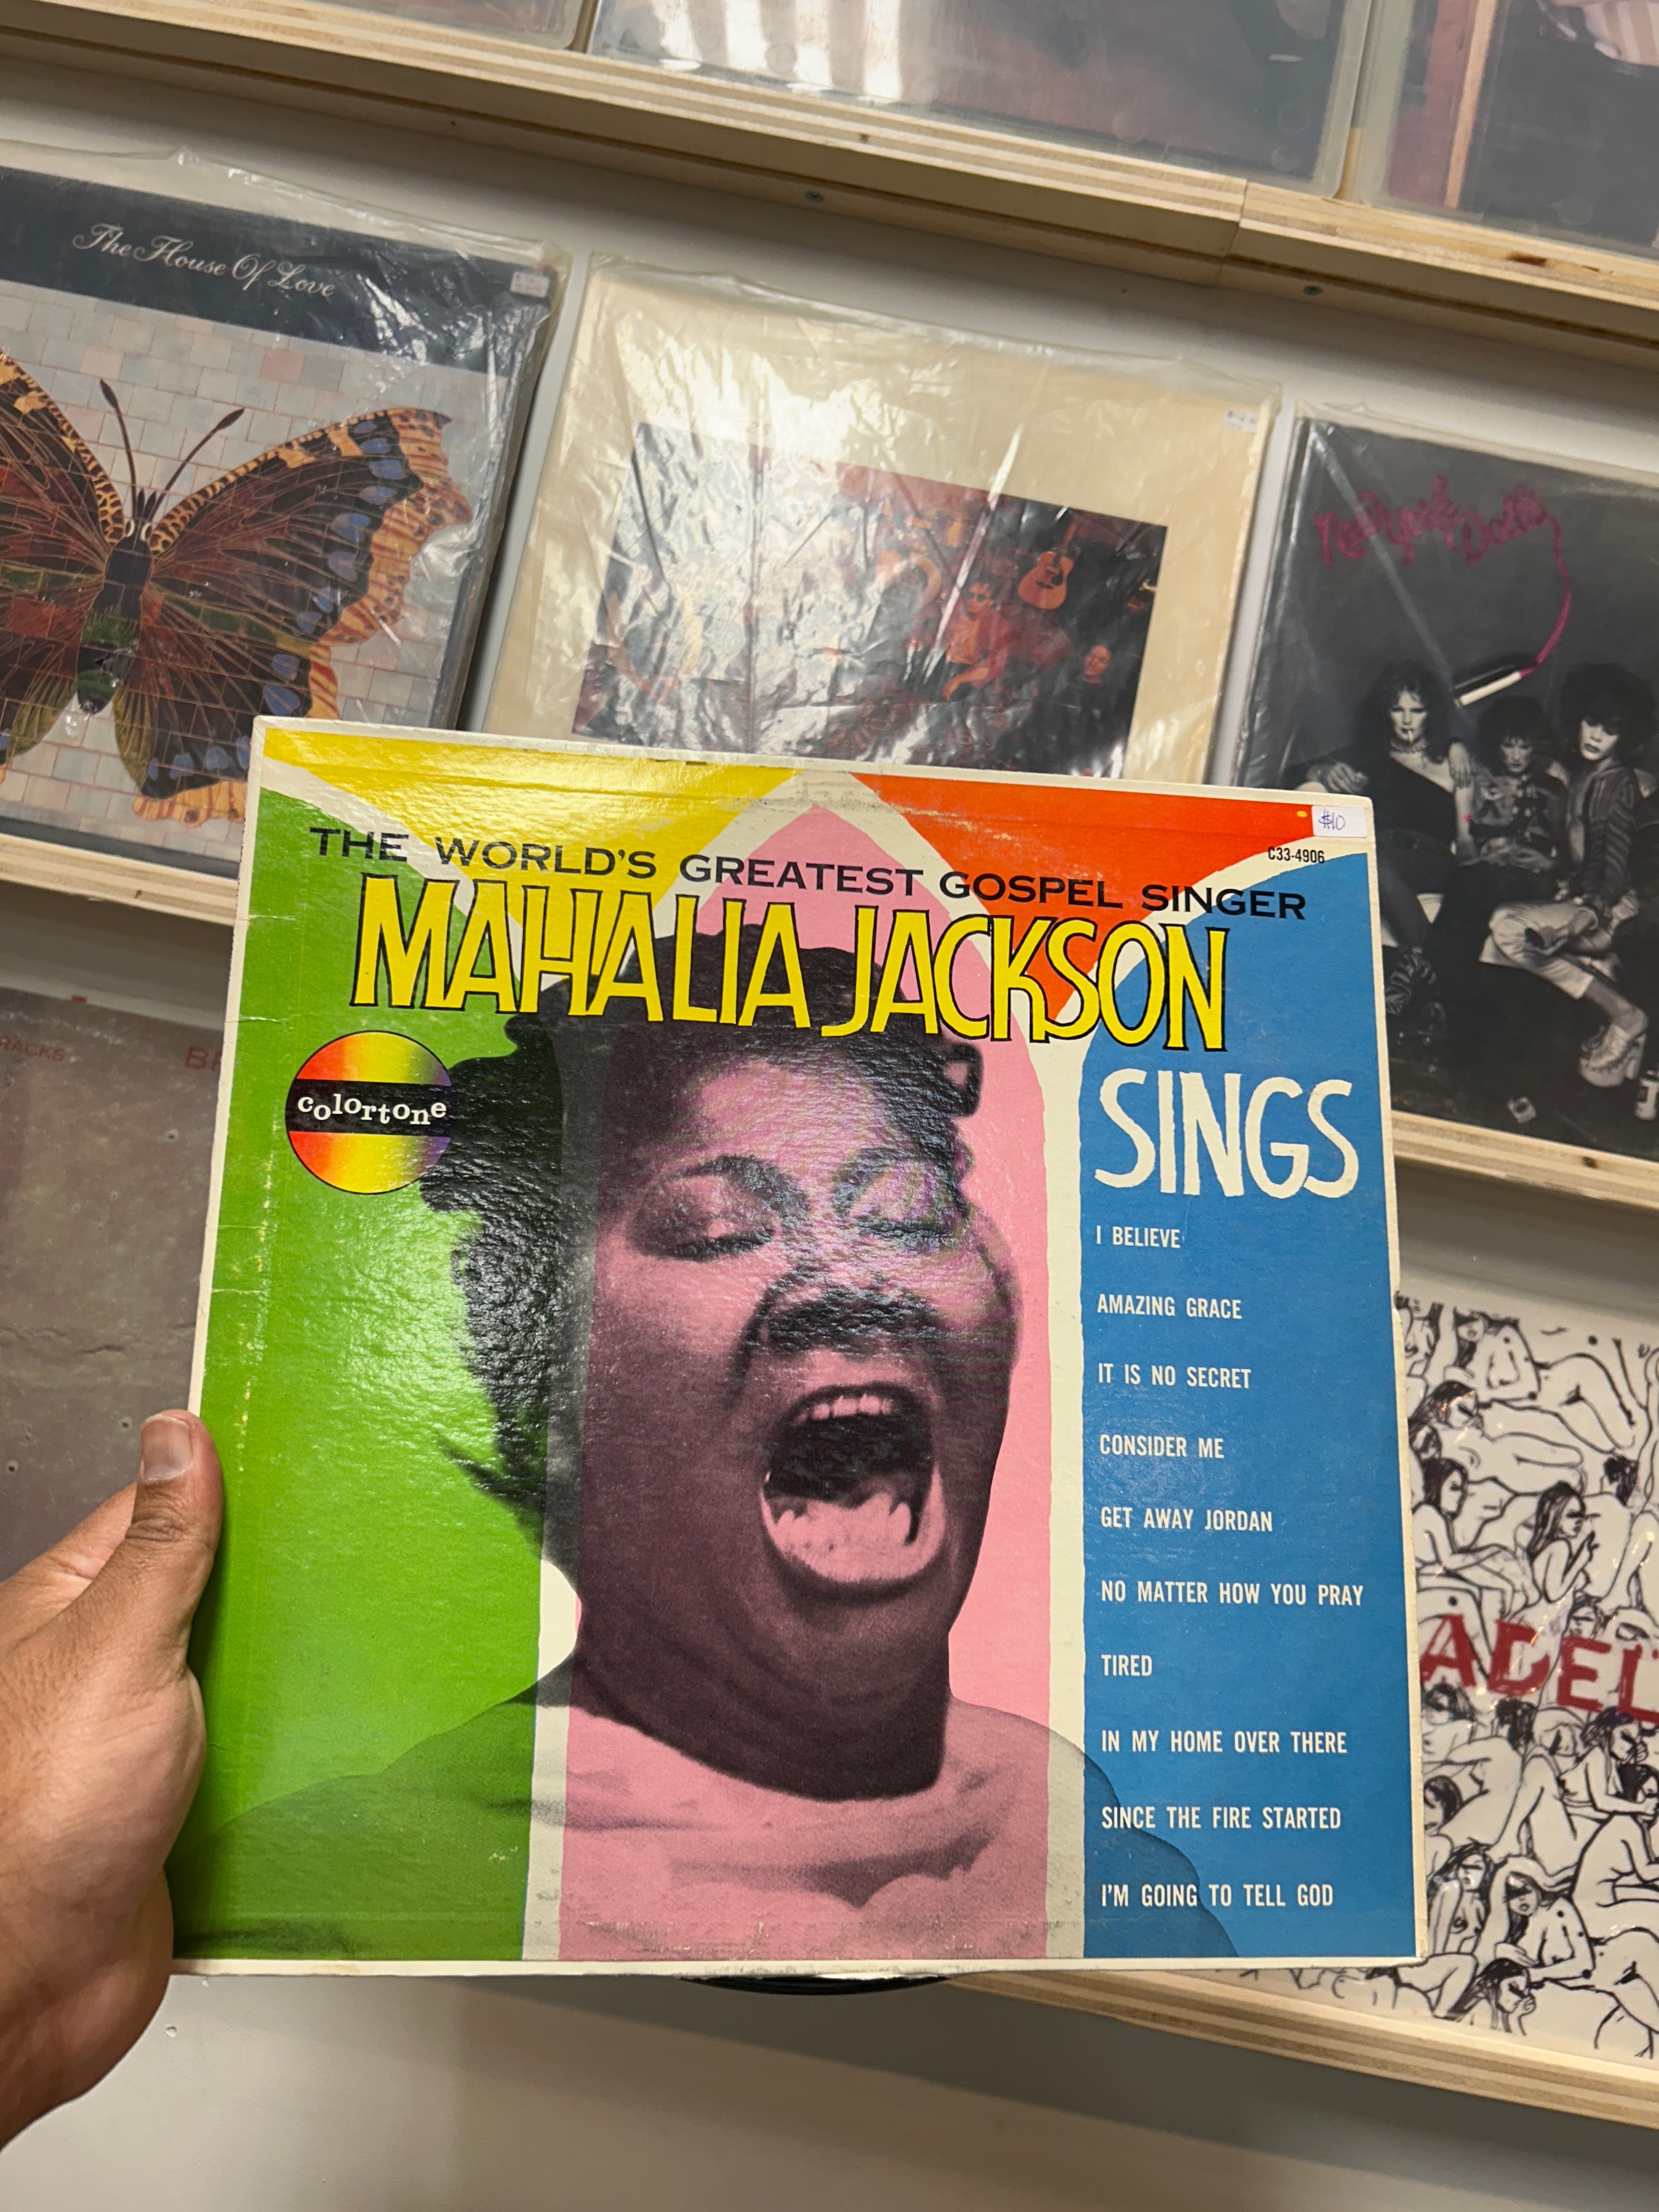 The House Of Love
New York Dolls
$10
C33-4906
THE WORLD'S GREATEST GOSPEL SINGER
MAHALIA JACKSON
SINGS
colortone
I BELIEVE
AMAZING GRACE
IT IS NO SECRET
CONSIDER ME
GET AWAY JORDAN
NO MATTER HOW YOU PRAY
TIRED
IN MY HOME OVER THERE
SINCE THE FIRE STARTED
I'M GOING TO TELL GOD